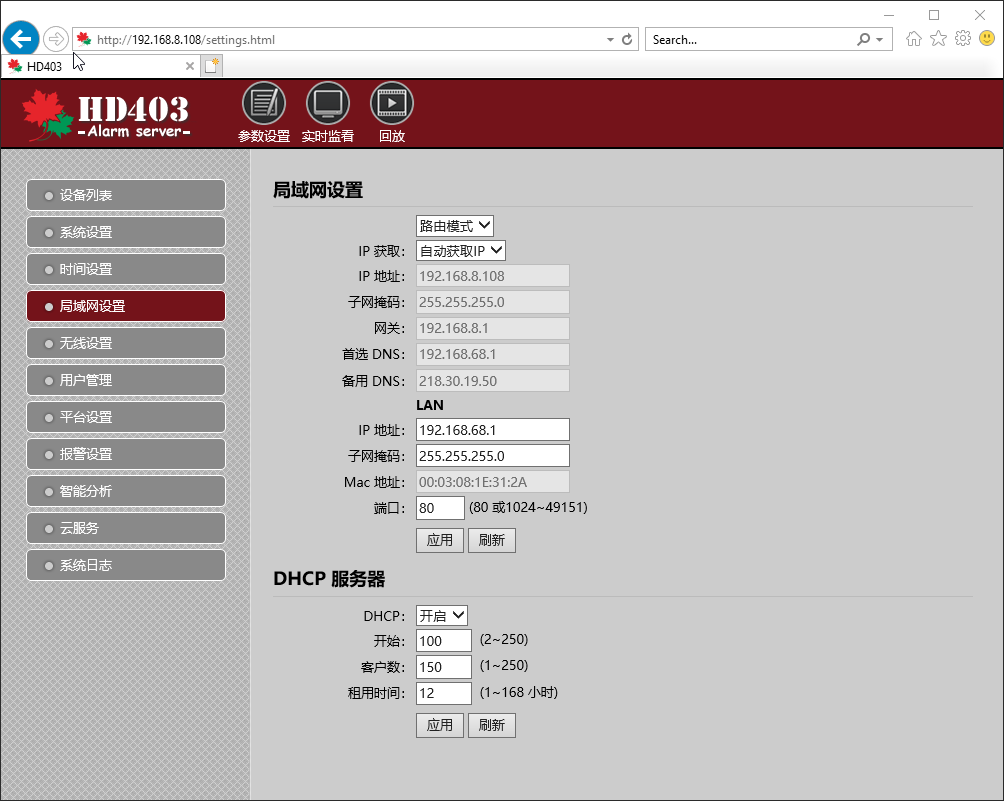 http://192.168.8.108/settings.html
Search...
HD403
HD403
-Alarm server-
参数设置 实时监看 回放
设备列表
系统设置
时间设置
局域网设置
无线设置
用户管理
平台设置
报警设置
智能分析
云服务
系统日志
局域网设置
路由模式
IP 获取: 自动获取IP
IP 地址: 192.168.8.108
子网掩码: 255.255.255.0
网关: 192.168.8.1
首选 DNS: 192.168.68.1
备用 DNS: 218.30.19.50
LAN
IP 地址: 192.168.68.1
子网掩码: 255.255.255.0
Mac 地址: 00:03:08:1E:31:2A
端口: 80 (80 或1024~49151)
应用 刷新
DHCP 服务器
DHCP: 开启
开始: 100 (2~250)
客户数: 150 (1~250)
租用时间: 12 (1~168 小时)
应用 刷新